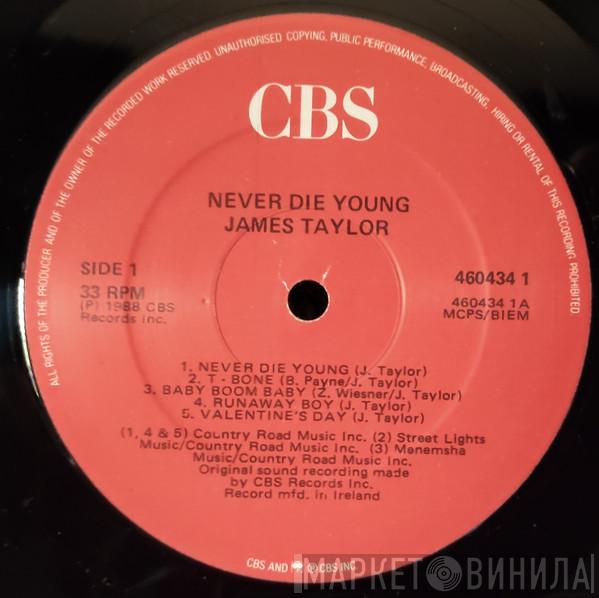 ALL RIGHTS OF THE PRODUCER AND OF THE OWNER OF THE RECORDED WORK RESERVED. UNAUTHORISED COPYING, PUBLIC PERFORMANCE, BROADCASTING, HIRING OR RENTAL OF THIS RECORDING PROHIBITED.
CBS
NEVER DIE YOUNG
JAMES TAYLOR
SIDE 1
33 RPM
(P) 1988 CBS
Records Inc.
460434 1
460434 1A
MCPS/BIEM
1. NEVER DIE YOUNG (J. Taylor)
2. T - BONE (B. Payne/J. Taylor)
3. BABY BOOM BABY (Z. Wiesner/J. Taylor)
4. RUNAWAY BOY (J. Taylor)
5. VALENTINE'S DAY (J. Taylor)
(1, 4 & 5) Country Road Music Inc. (2) Street Lights
Music/Country Road Music Inc. (3) Menemsha
Music/Country Road Music Inc.
Original sound recording made
by CBS Records Inc.
Record mfd. in Ireland
CBS AND ® CBS INC
МАРКЕТ ВИНИЛА